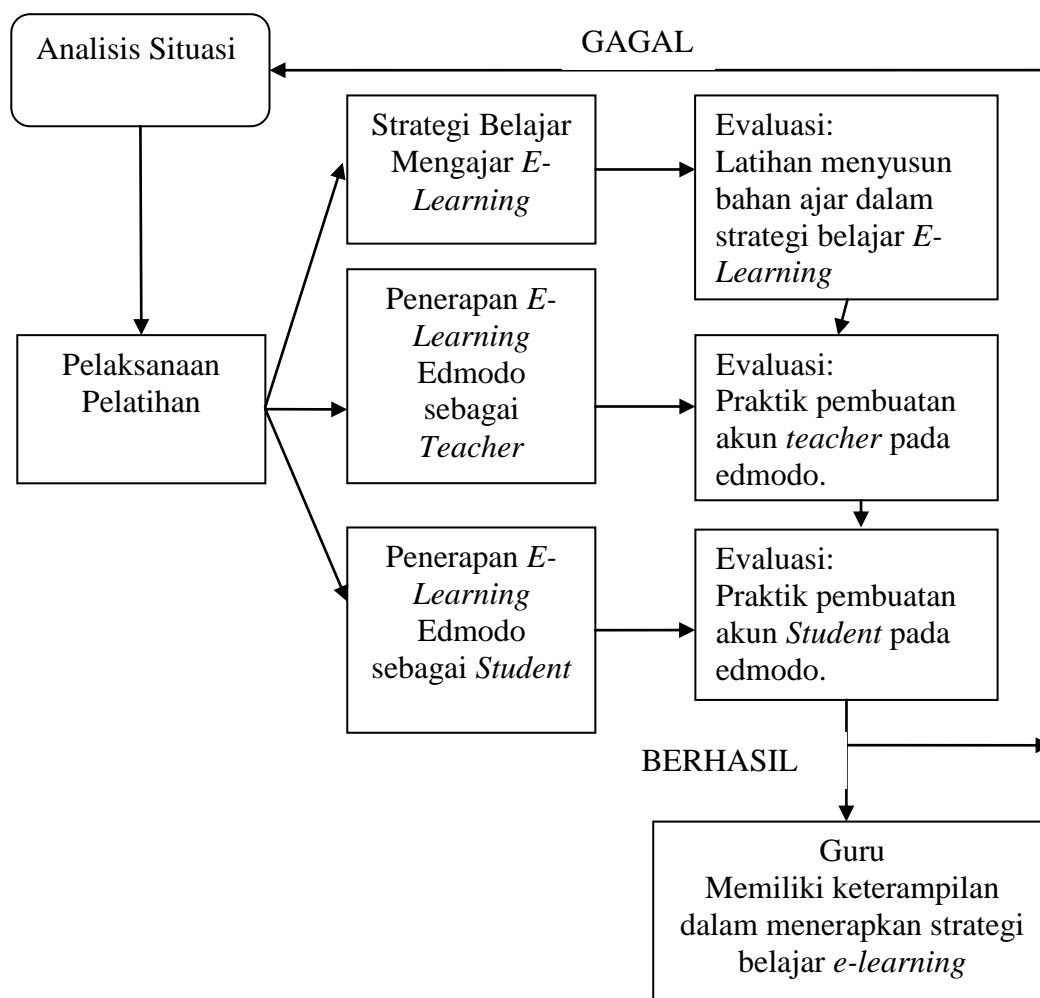 Analisis Situasi
GAGAL
Strategi Belajar
Mengajar E-
Learning
Evaluasi:
Latihan menyusun
bahan ajar dalam
strategi belajar E-
Learning
Pelaksanaan
Pelatihan
Penerapan E-
Learning
Edmodo
sebagai
Teacher
Evaluasi:
Praktik pembuatan
akun teacher pada
edmodo.
Penerapan E-
Learning
Edmodo
sebagai Student
Evaluasi:
Praktik pembuatan
akun Student pada
edmodo.
BERHASIL
Guru
Memiliki keterampilan
dalam menerapkan strategi
belajar e-learning